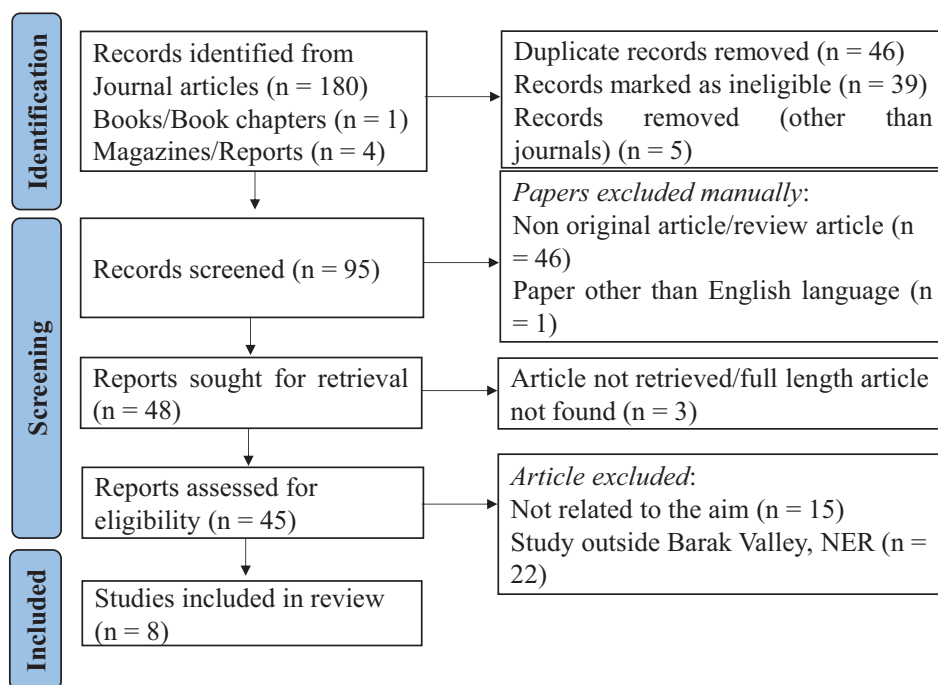 Identification
Records identified from
Journal articles (n = 180)
Books/Book chapters (n = 1)
Magazines/Reports (n = 4)
Duplicate records removed (n = 46)
Records marked as ineligible (n = 39)
Records removed (other than
journals) (n = 5)
Screening
Records screened (n = 95)
Papers excluded manually:
Non original article/review article (n
= 46)
Paper other than English language (n
= 1)
Reports sought for retrieval
(n = 48)
Article not retrieved/full length article
not found (n = 3)
Reports assessed for
eligibility (n = 45)
Article excluded:
Not related to the aim (n = 15)
Study outside Barak Valley, NER (n =
22)
Included
Studies included in review
(n = 8)